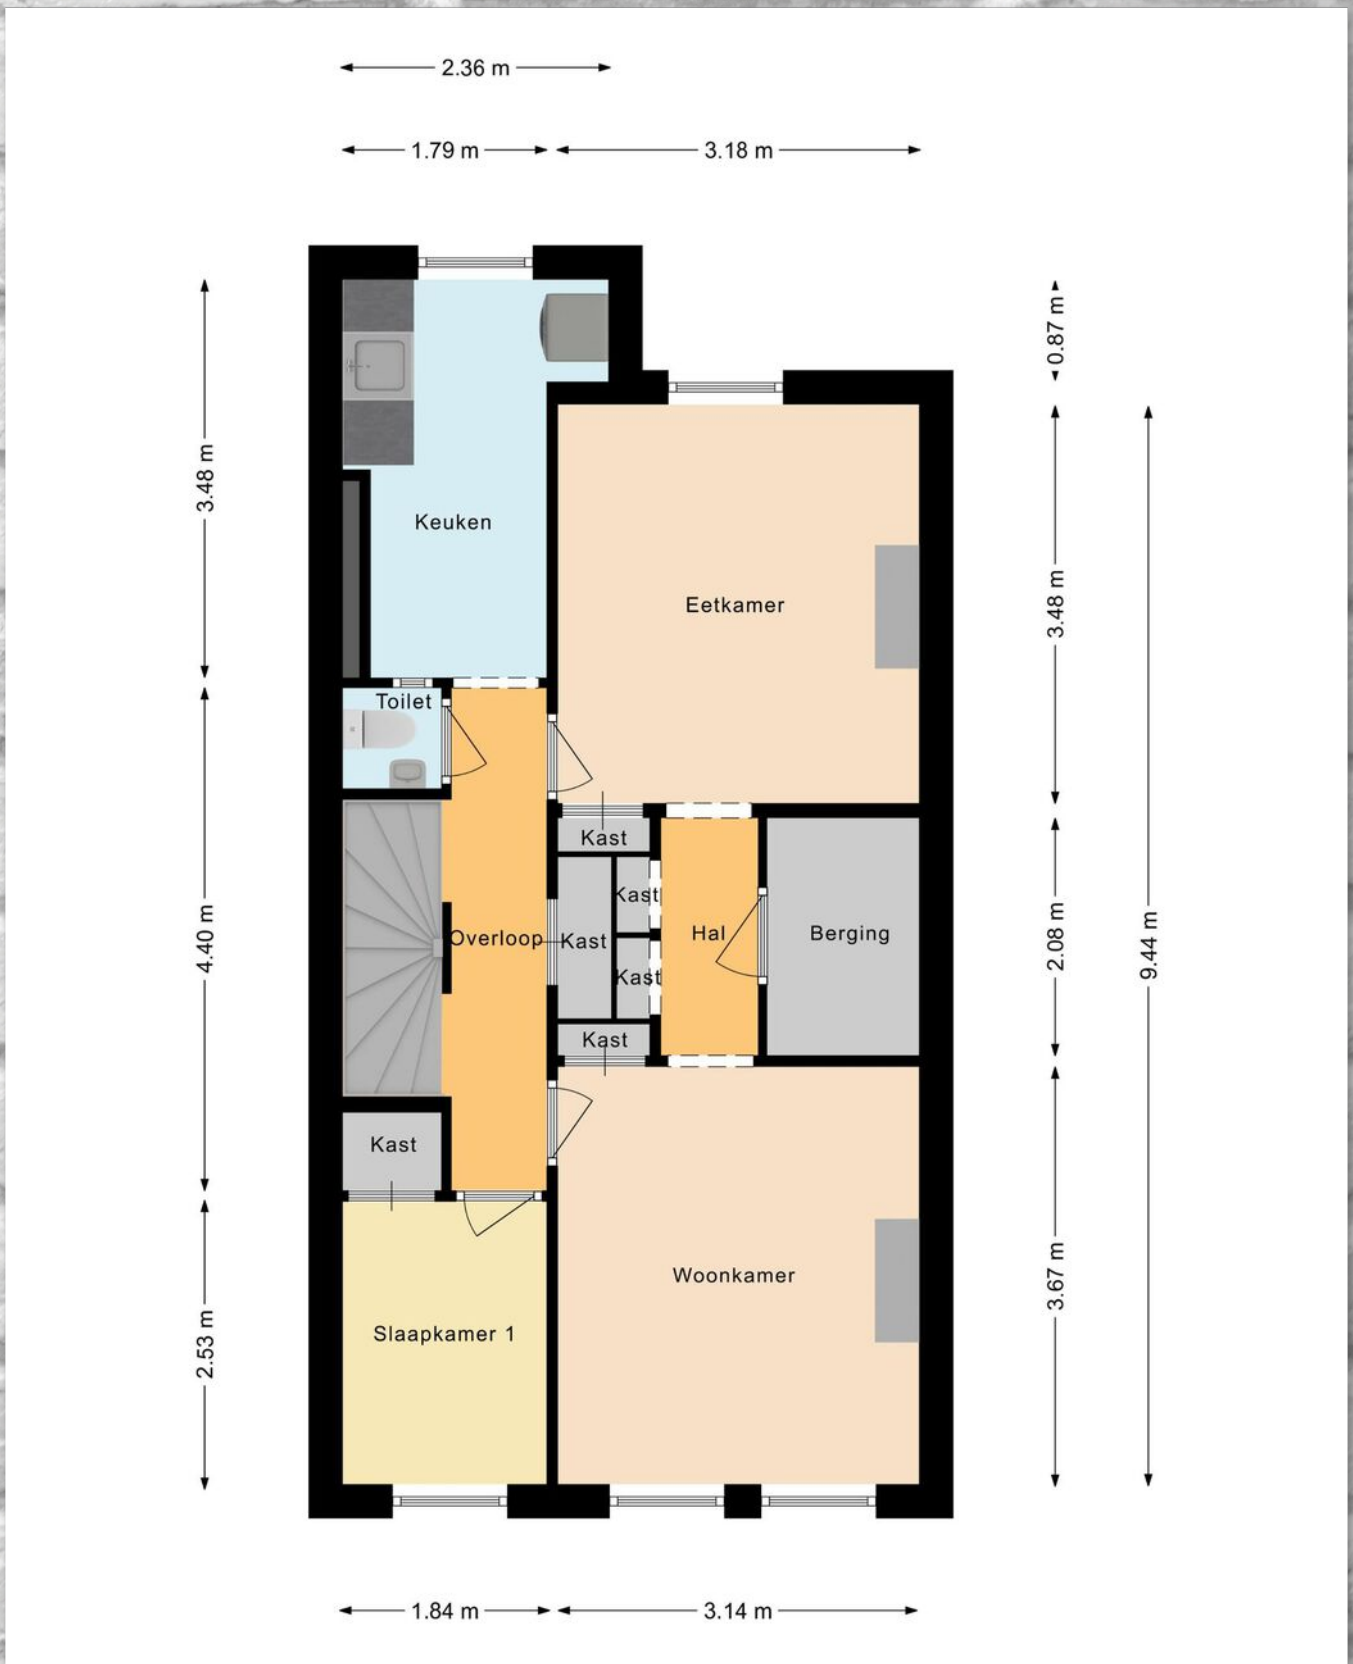 2.36 m
1.79 m
3.18 m
0.87 m
3.48 m
Keuken
3.48 m
9.44 m
Eetkamer
Toilet
Kast
Kast
Overloop
Kast
Hal
Berging
2.08 m
4.40 m
Kast
Kast
Kast
3.67 m
Woonkamer
Slaapkamer 1
2.53 m
1.84 m
3.14 m